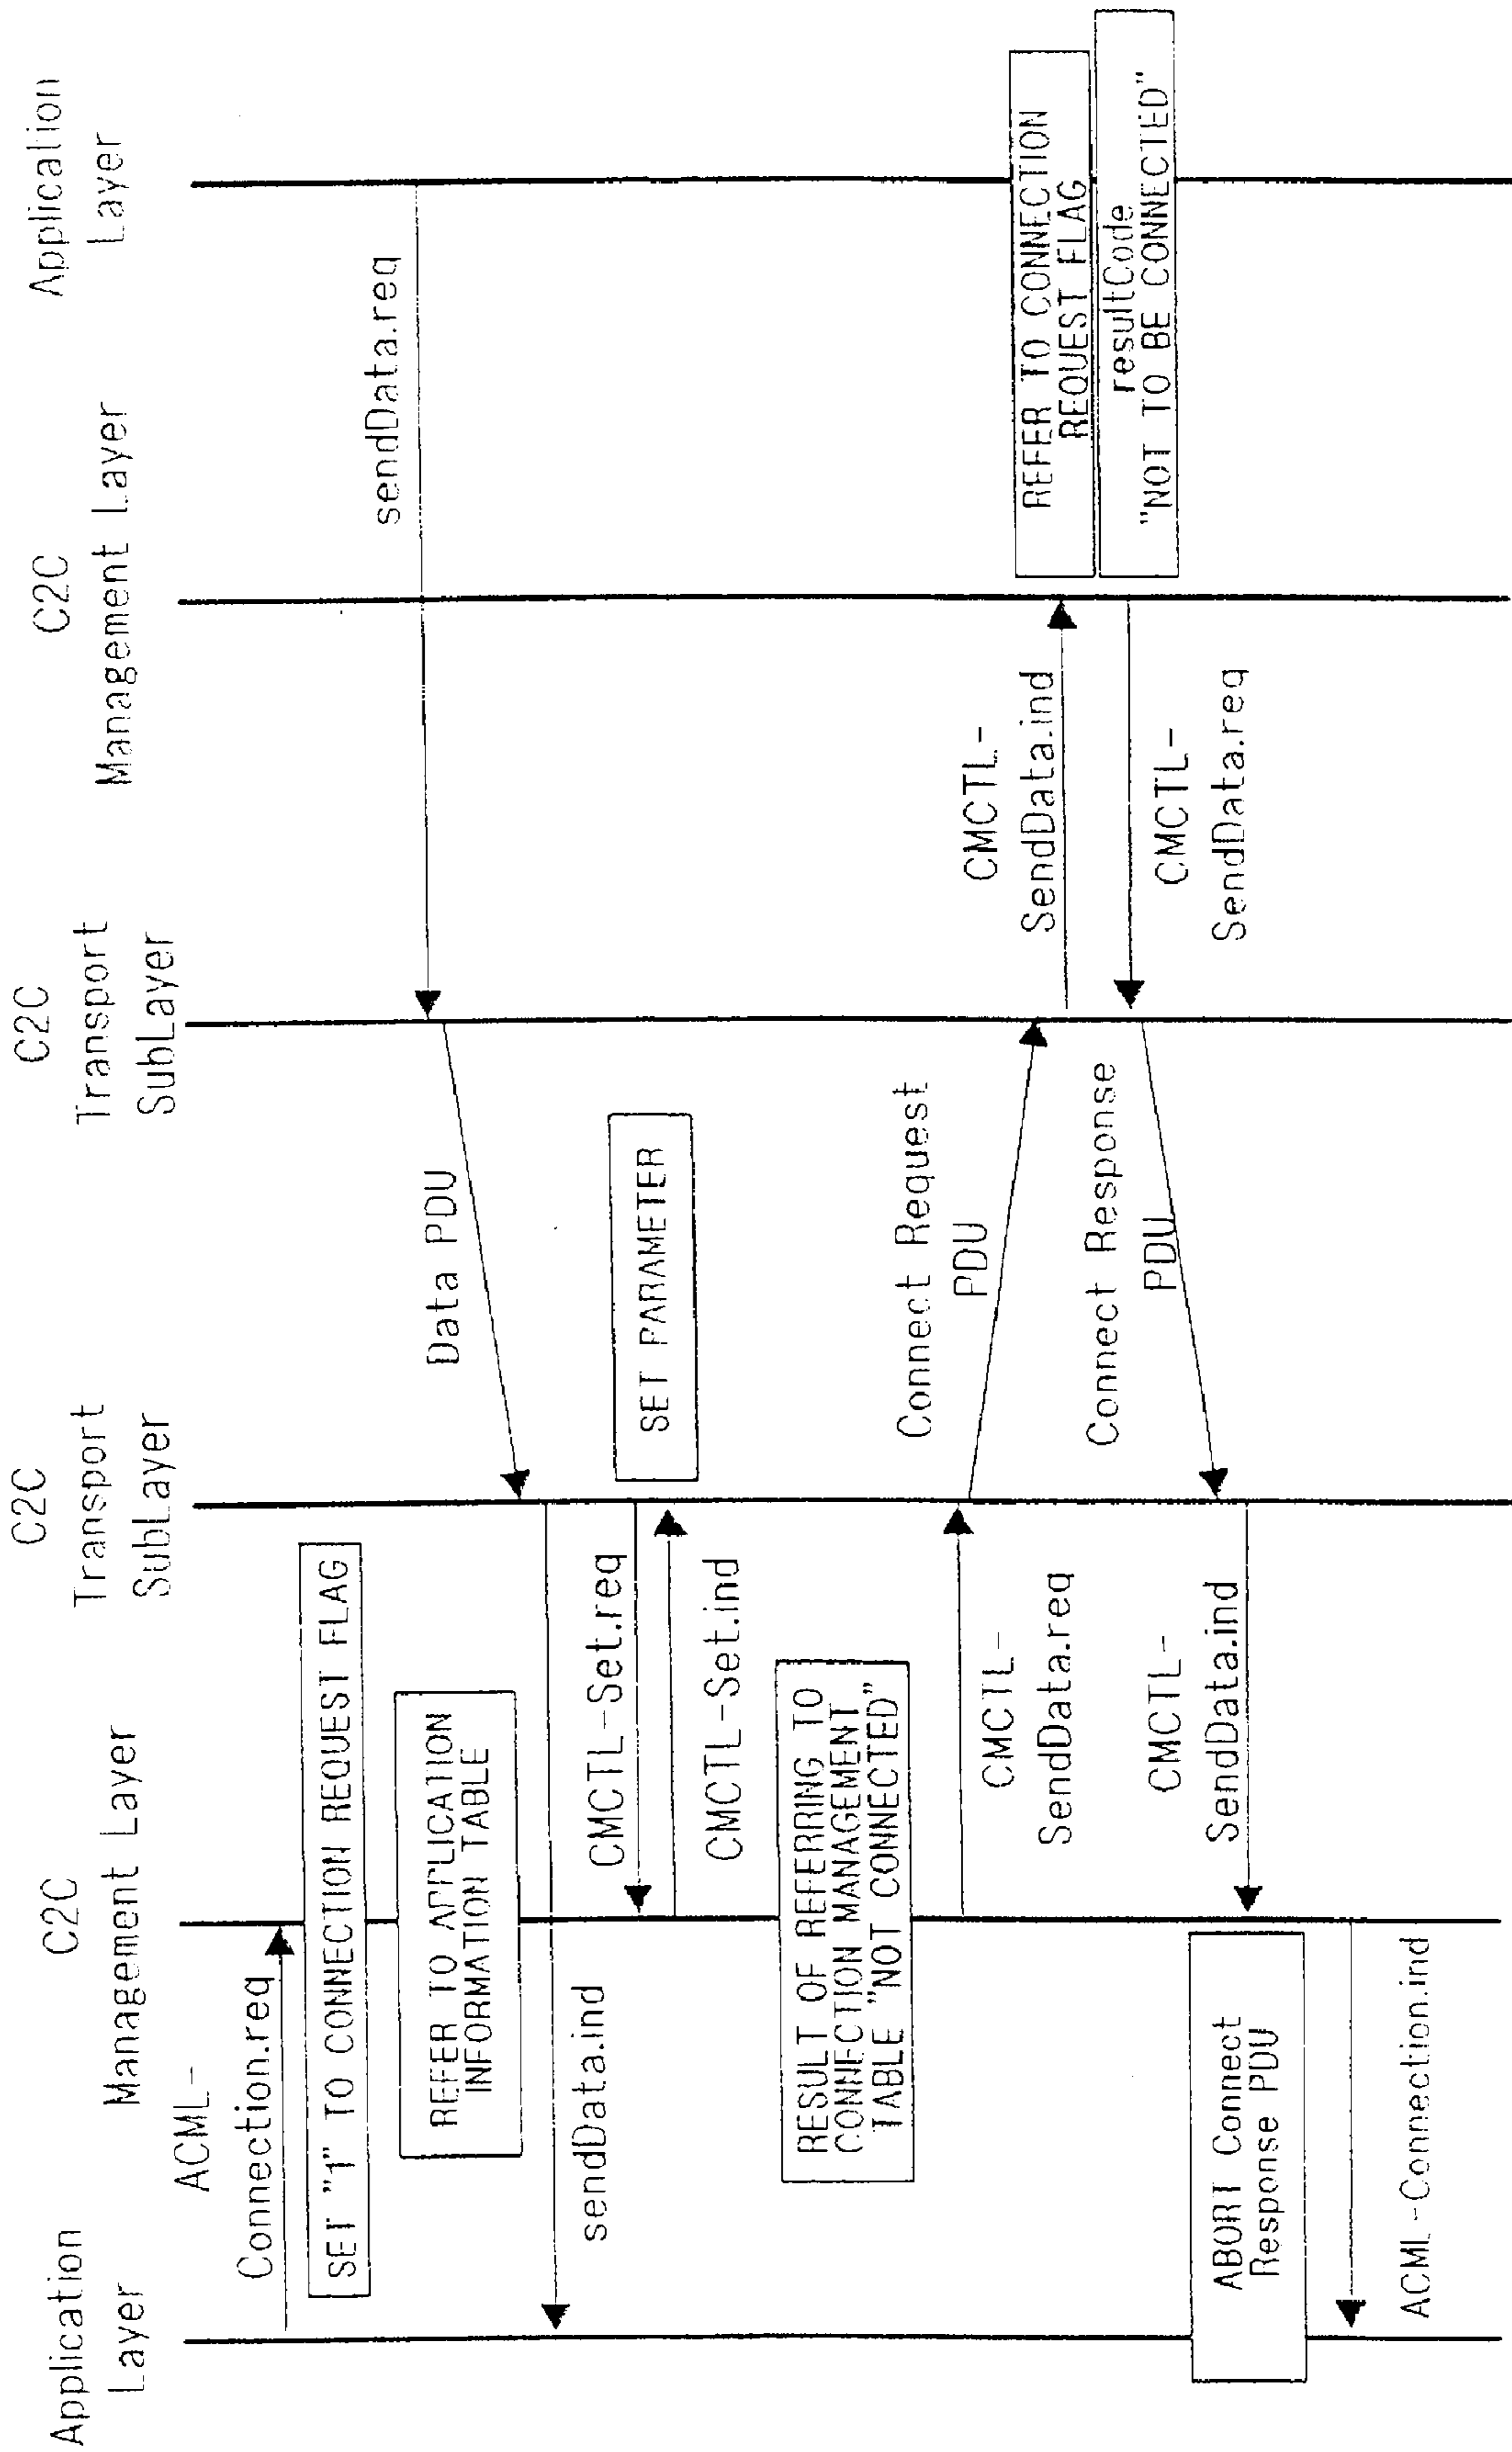 Application
Layer
C2C
Management Layer
C2C
Transport
SubLayer
C2C
Transport
SubLayer
C2C
Management Layer
Application
Layer
ACML-
Connection.req
SET "1" TO CONNECTION REQUEST FLAG
sendData.req
REFER TO APPLICATION
INFORMATION TABLE
Data PDU
sendData.ind
CMCTL-Set.req
SET PARAMETER
CMCTL-Set.ind
RESULT OF REFERRING TO
CONNECTION MANAGEMENT
TABLE "NOT CONNECTED"
CMCTL-
SendData.req
Connect Request
PDU
CMCTL-
SendData.ind
REFER TO CONNECTION
REQUEST FLAG
resultCode
"NOT TO BE CONNECTED"
CMCTL-
SendData.req
Connect Response
PDU
CMCTL-
SendData.ind
ABORT Connect
Response PDU
ACML-Connection.ind